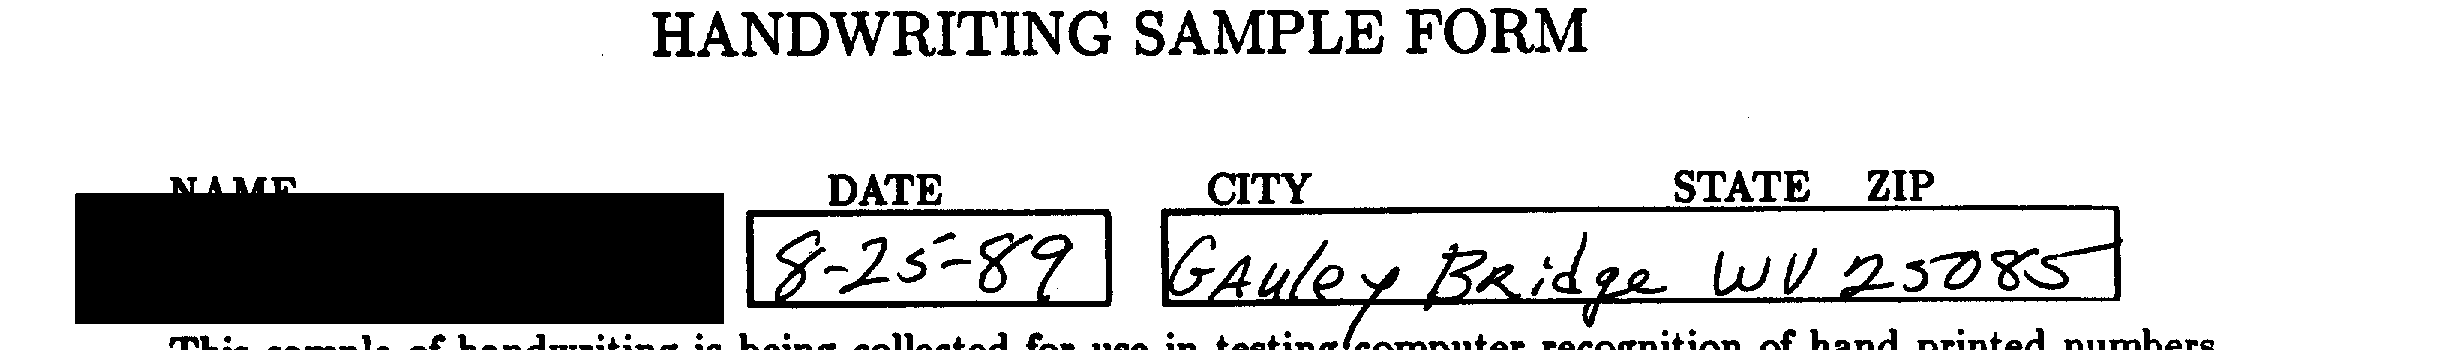 HANDWRITING SAMPLE FORM
NAME DATE CITY STATE ZIP
8-25-89 GAuley BRidge WV 25085
This sample of handwriting is being collected for use in testing computer recognition of hand printed numbers